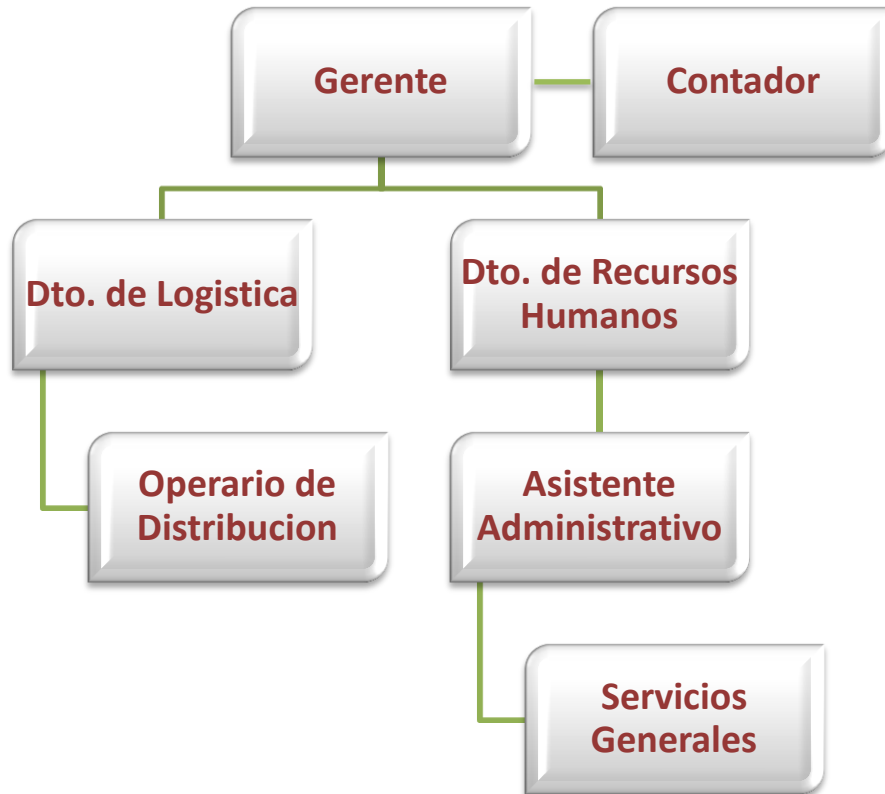 Gerente
Contador
Dto. de Logistica
Dto. de Recursos
Humanos
Operario de
Distribucion
Asistente
Administrativo
Servicios
Generales